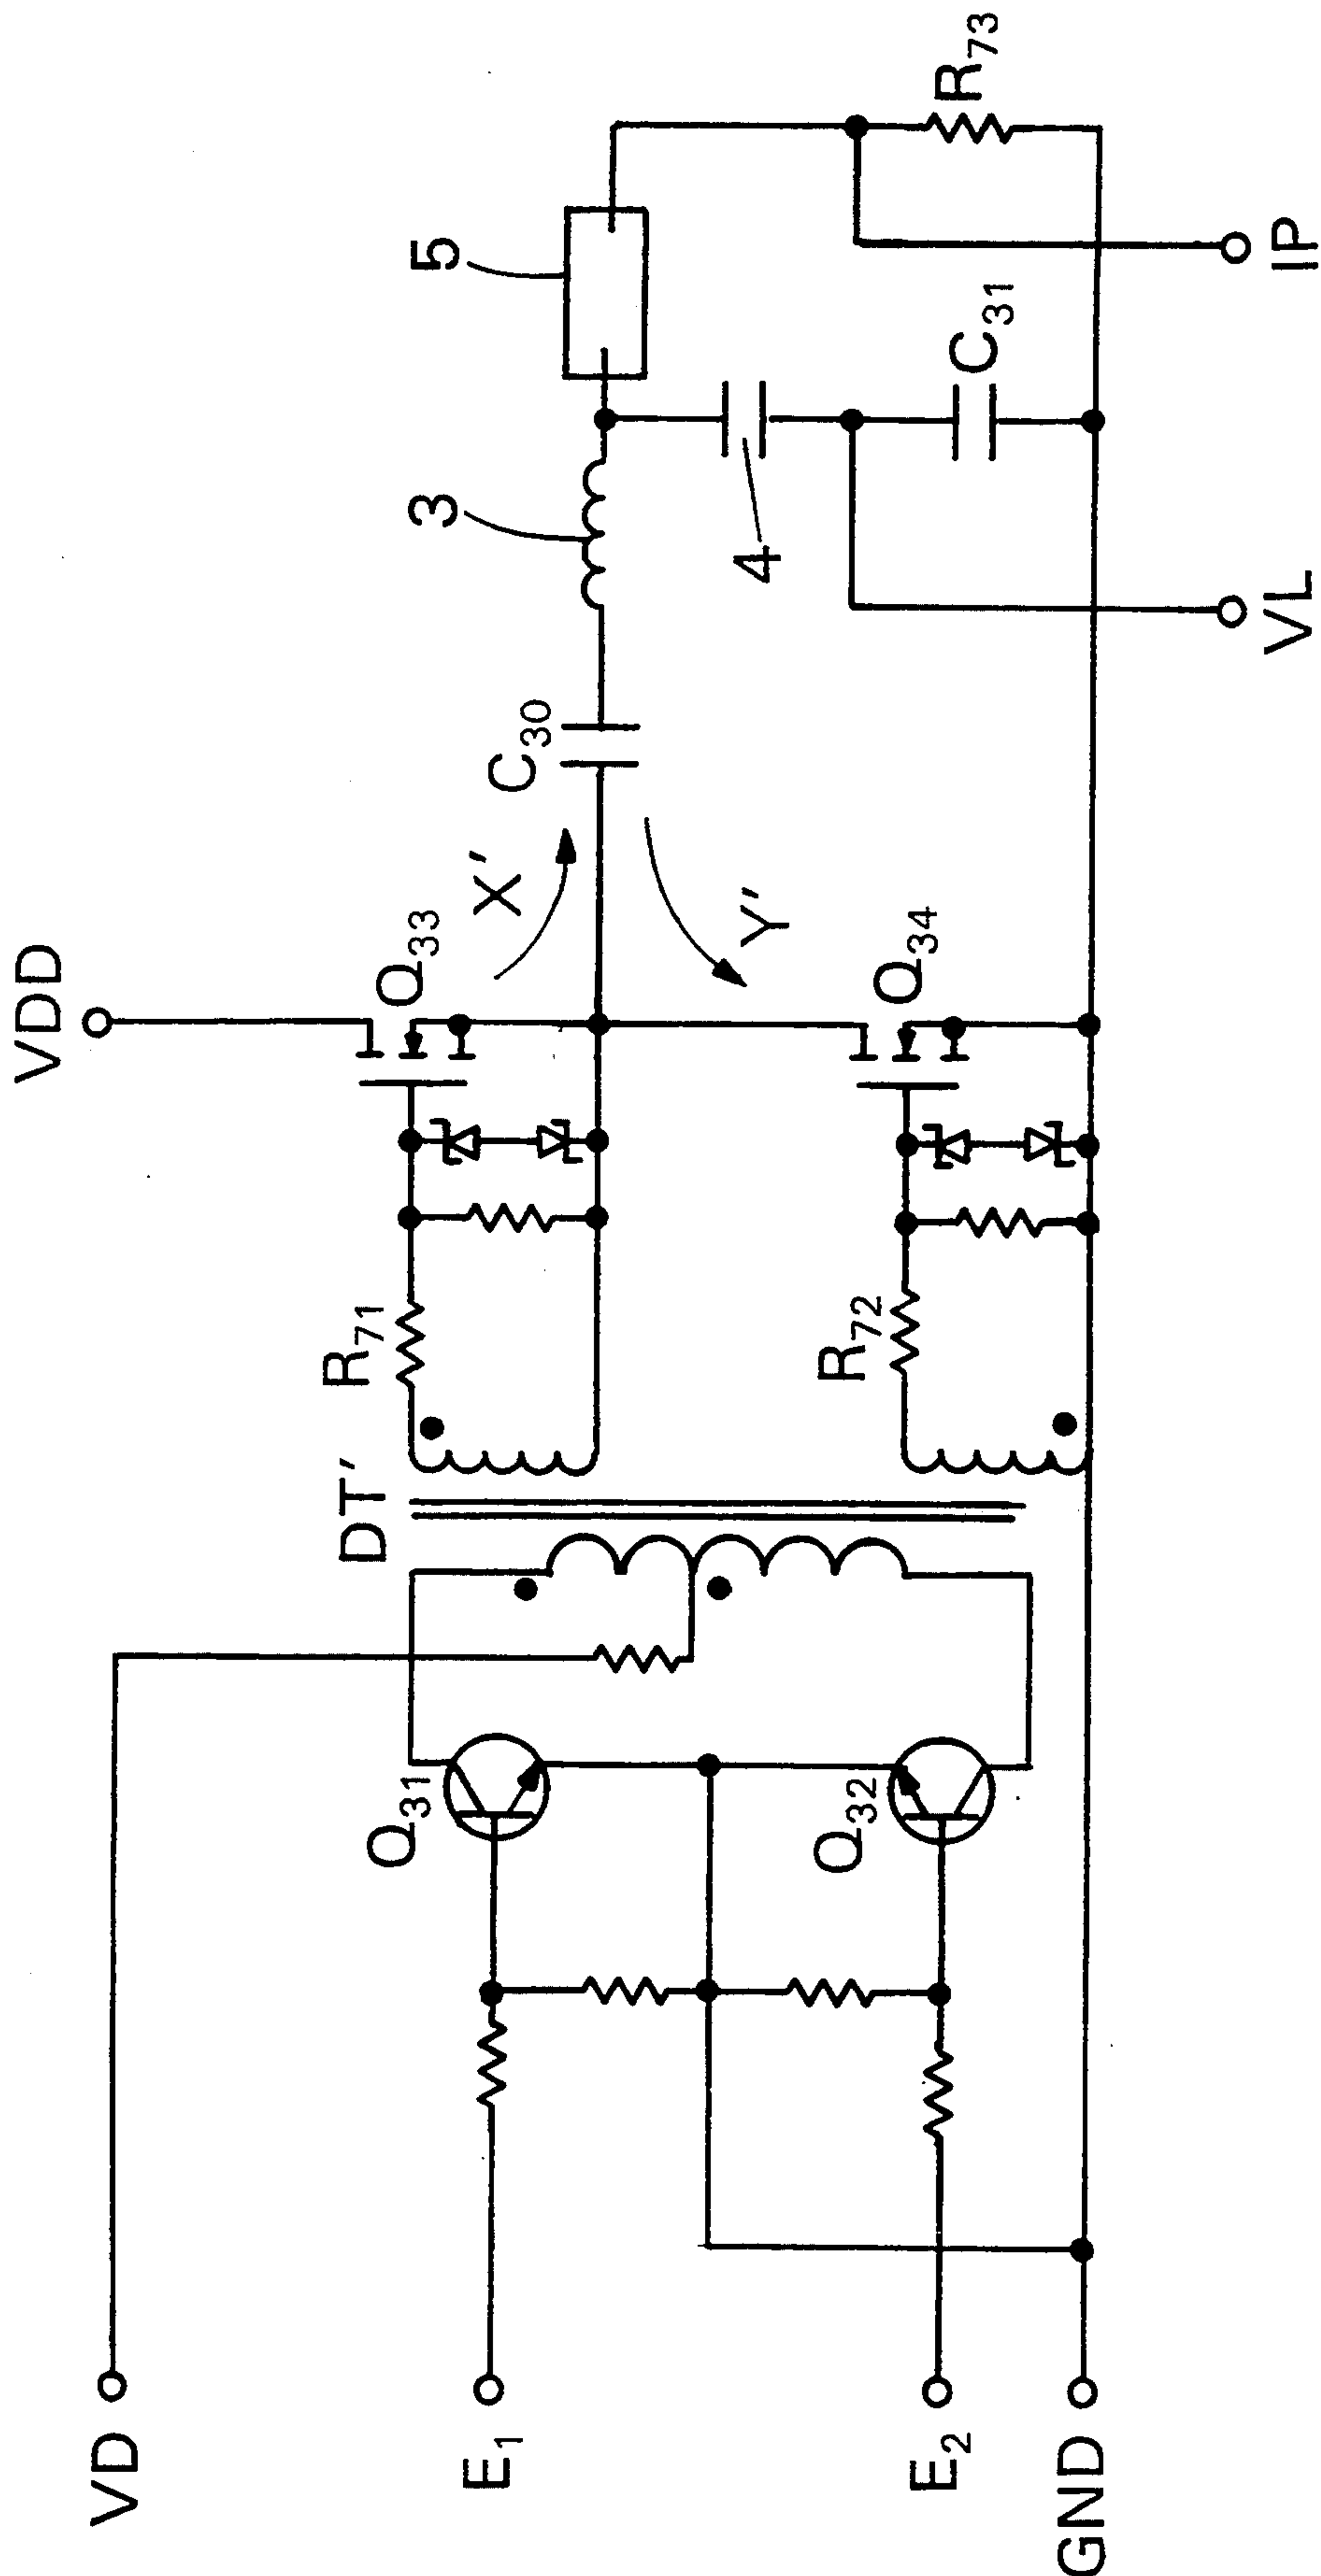 VDD
VD
E1
E2
GND
Q31
Q32
DT′
R71
R72
Q33
Q34
X′
Y′
C30
3
4
5
C31
R73
VL
IP